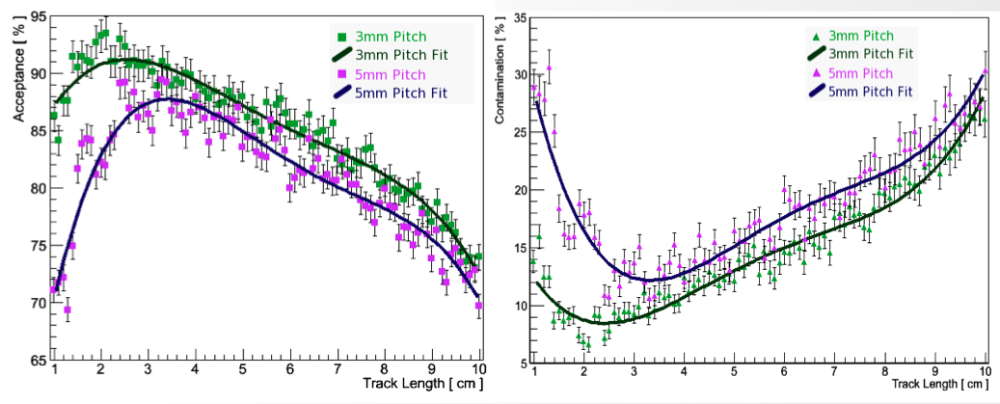 Acceptance [ % ]
95
90
85
80
75
70
65
3mm Pitch
3mm Pitch Fit
5mm Pitch
5mm Pitch Fit
1 2 3 4 5 6 7 8 9 10
Track Length [ cm ]
Contamination [ % ]
35
30
25
20
15
10
5
3mm Pitch
3mm Pitch Fit
5mm Pitch
5mm Pitch Fit
1 2 3 4 5 6 7 8 9 10
Track Length [ cm ]